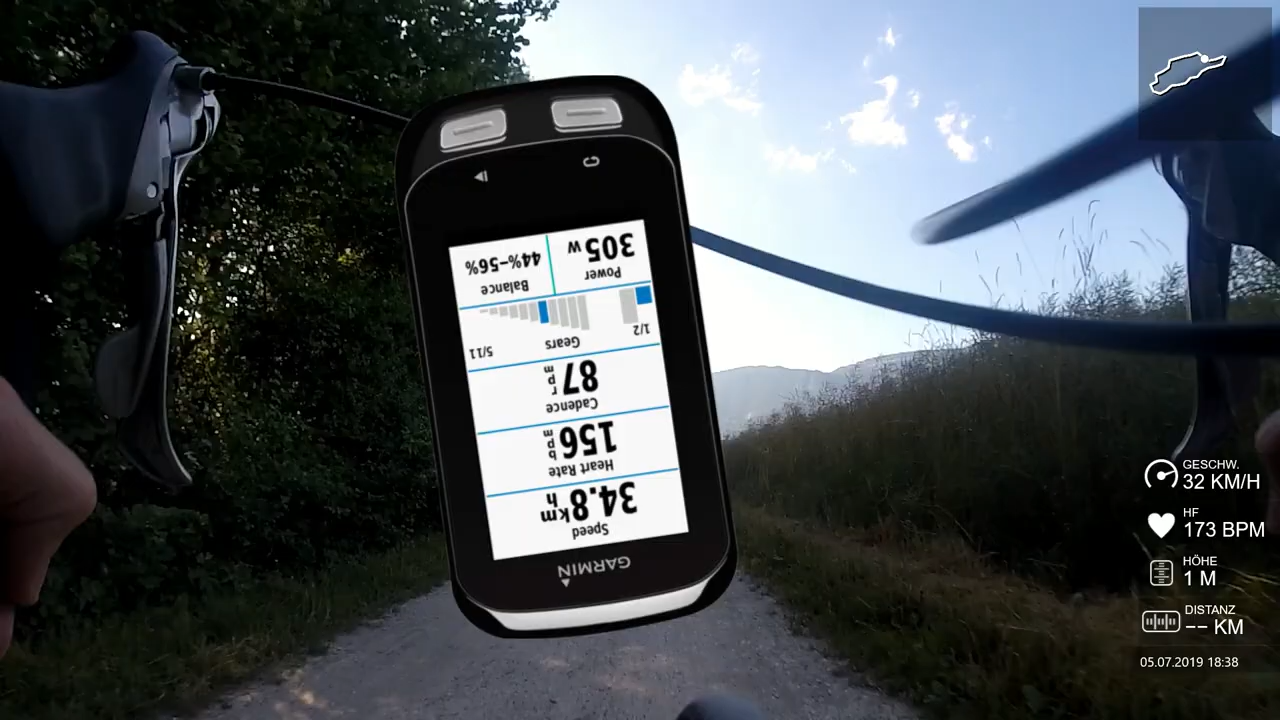 GARMIN
Speed
34.8 km h
Heart Rate
156 bpm
Cadence
87 rpm
Gears
1/2
5/11
Power
305 w
Balance
44%–56%
GESCHW.
32 KM/H
HF
173 BPM
HÖHE
1 M
DISTANZ
-- KM
05.07.2019 18:38